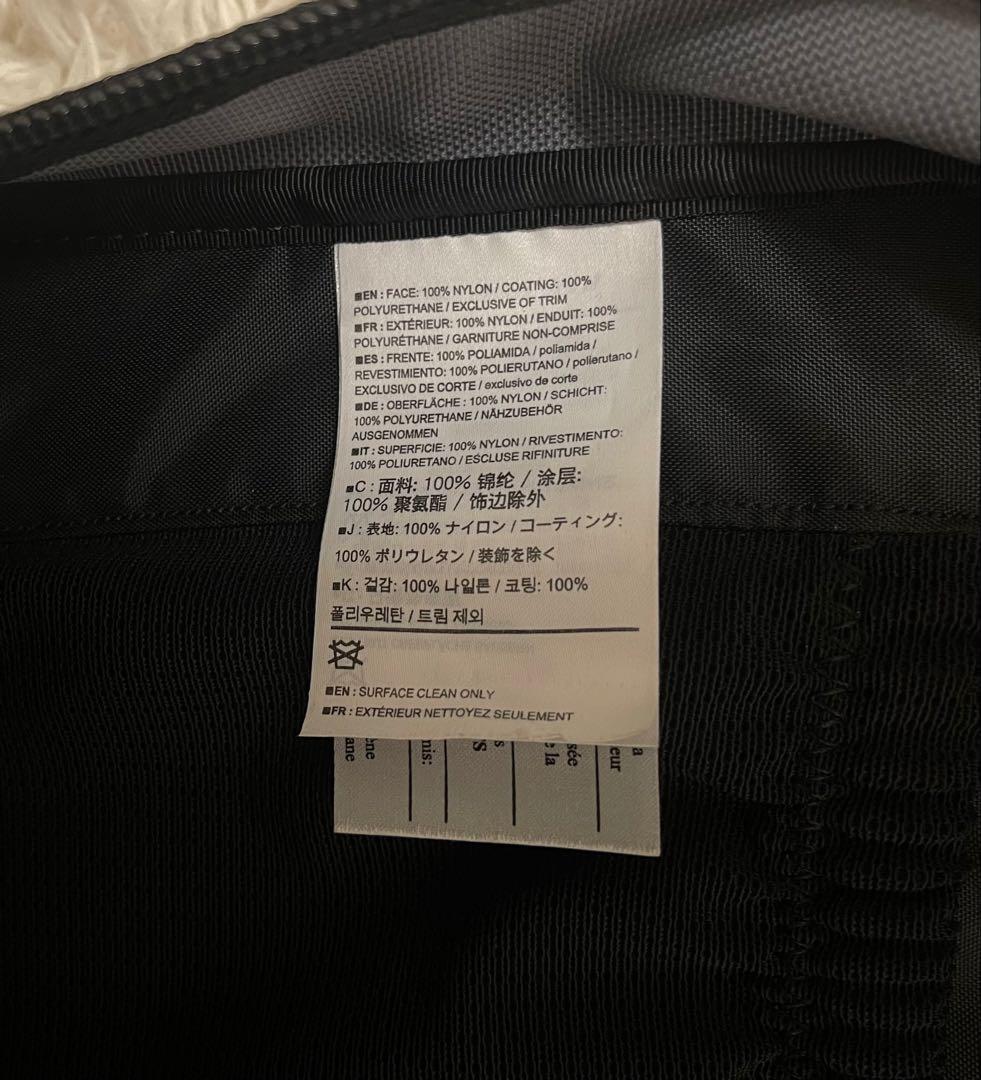 ■EN : FACE: 100% NYLON / COATING: 100%
POLYURETHANE / EXCLUSIVE OF TRIM
■FR : EXTÉRIEUR: 100% NYLON / ENDUIT: 100%
POLYURÉTHANE / GARNITURE NON-COMPRISE
■ES : FRENTE: 100% POLIAMIDA / poliamida /
REVESTIMIENTO: 100% POLIERUTANO / polierutano /
EXCLUSIVO DE CORTE / exclusivo de corte
■DE : OBERFLÄCHE : 100% NYLON / SCHICHT:
100% POLYURETHANE / NÄHZUBEHÖR
AUSGENOMMEN
■IT : SUPERFICIE: 100% NYLON / RIVESTIMENTO:
100% POLIURETANO / ESCLUSE RIFINITURE
■C : 面料: 100% 锦纶 / 涂层:
100% 聚氨酯 / 饰边除外
■J : 表地: 100% ナイロン / コーティング:
100% ポリウレタン / 装飾を除く
■K : 겉감: 100% 나일론 / 코팅: 100%
폴리우레탄 / 트림 제외
■EN : SURFACE CLEAN ONLY
■FR : EXTÉRIEUR NETTOYEZ SEULEMENT